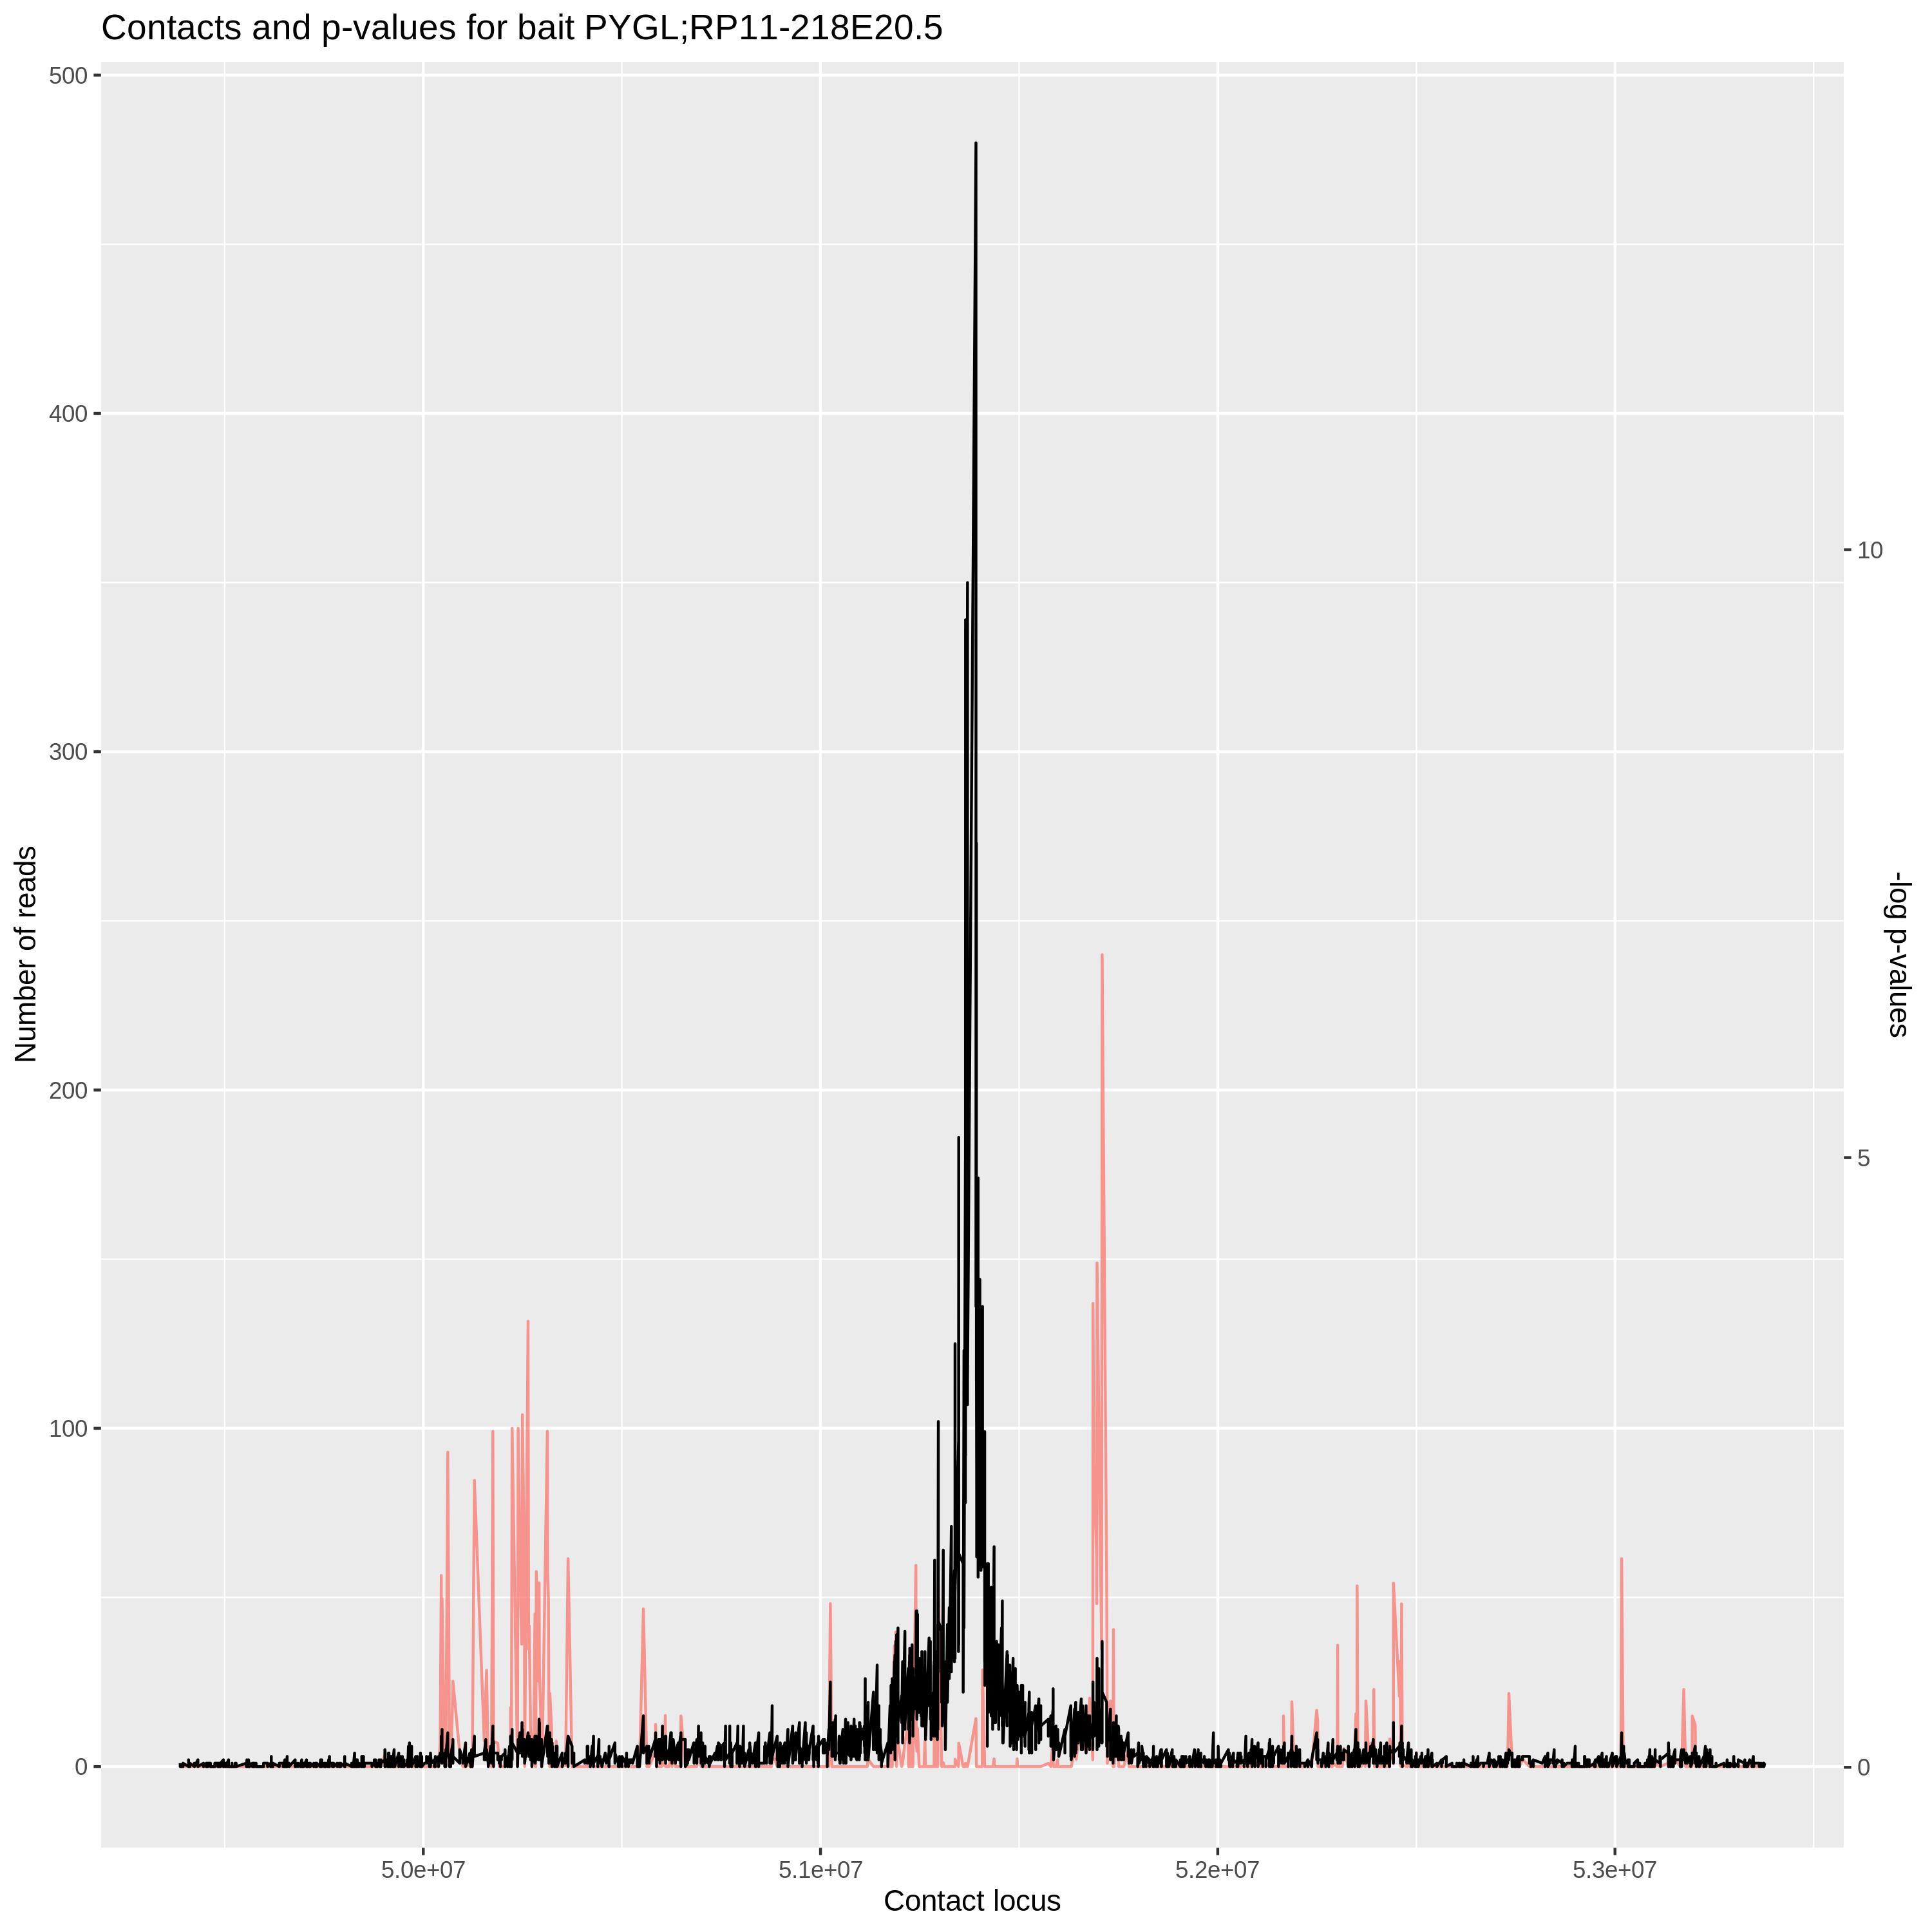 Contacts and p-values for bait PYGL;RP11-218E20.5
500
400
300
200
100
0
Number of reads
10
5
0
-log p-values
5.0e+07
5.1e+07
5.2e+07
5.3e+07
Contact locus